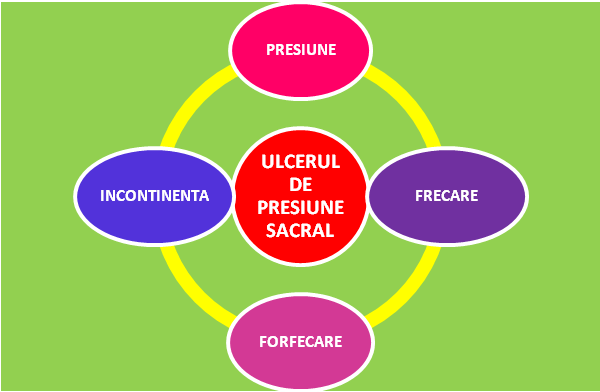 PRESIUNE
INCONTINENTA
ULCERUL
DE
PRESIUNE
SACRAL
FRECARE
FORFECARE